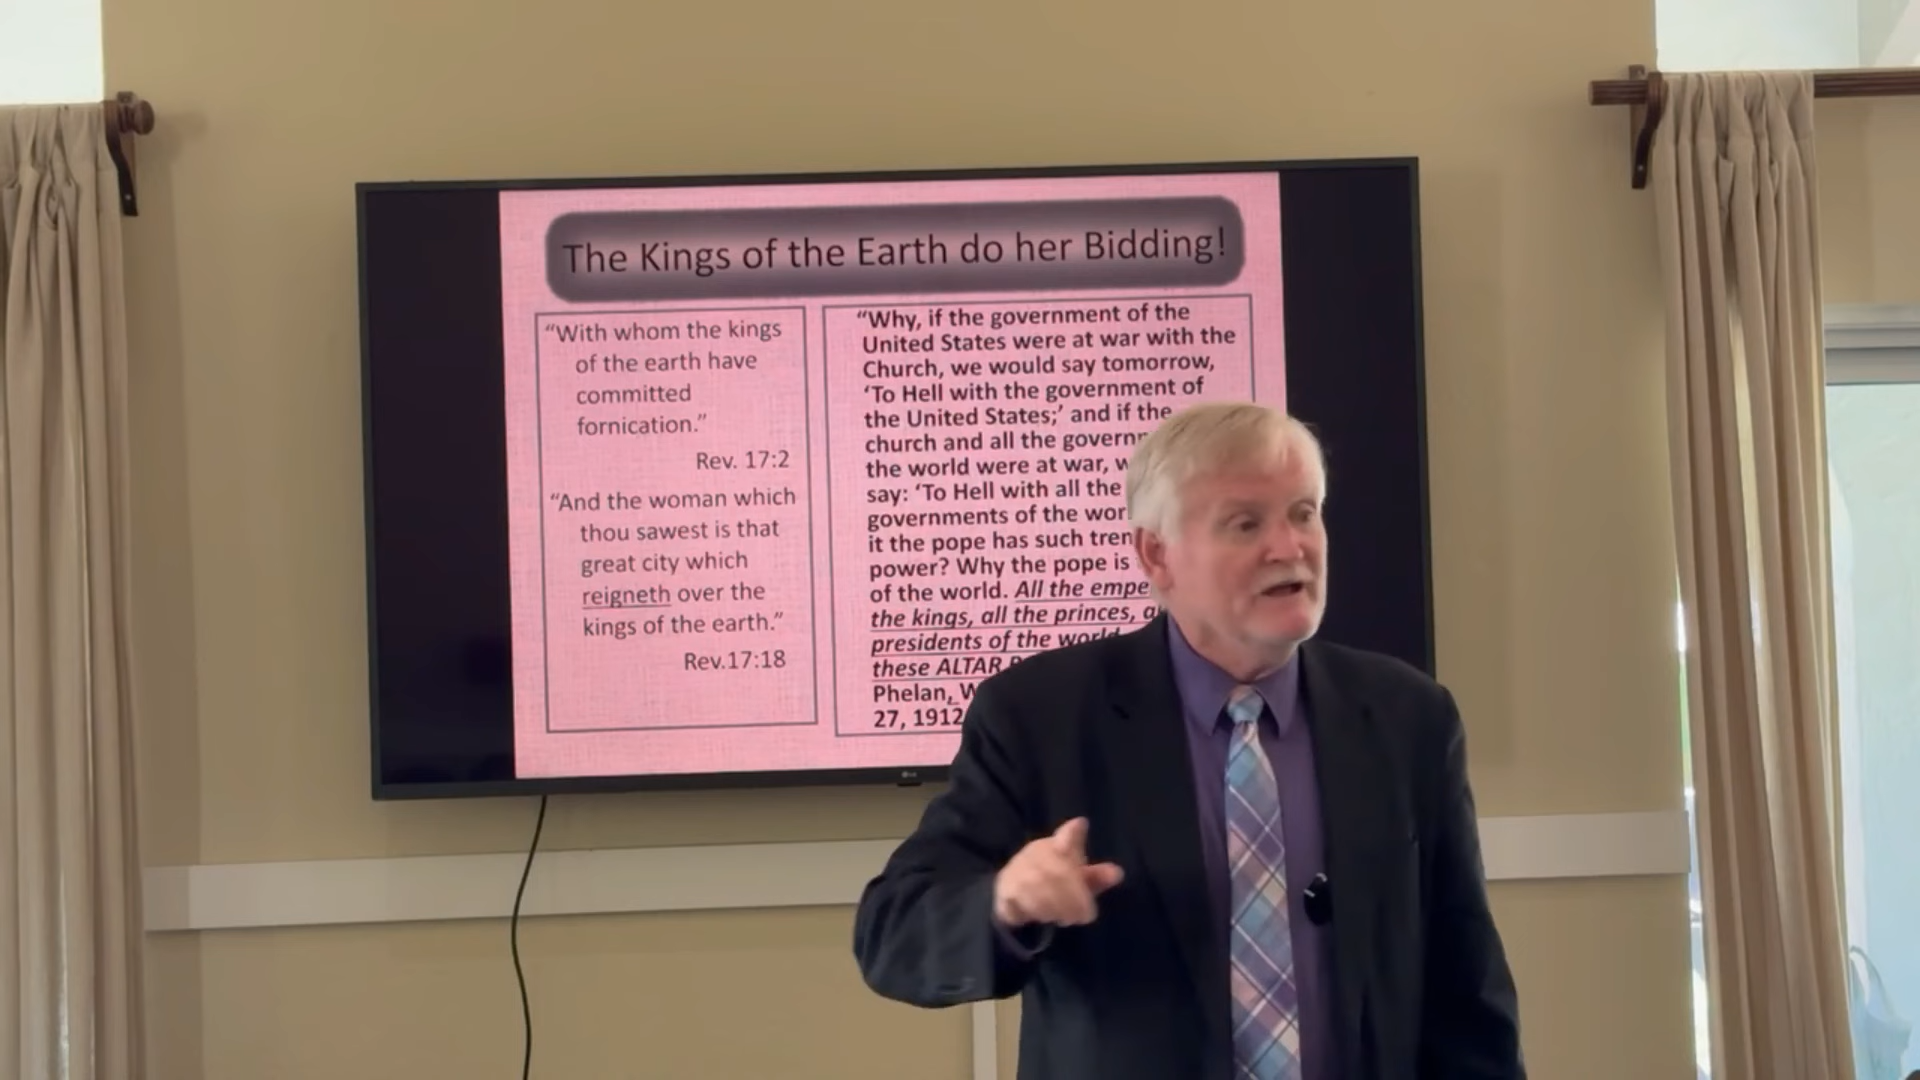 The Kings of the Earth do her Bidding!
“With whom the kings
of the earth have
committed
fornication.”
Rev. 17:2
“And the woman which
thou sawest is that
great city which
reigneth over the
kings of the earth.”
Rev.17:18
“Why, if the government of the
United States were at war with the
Church, we would say tomorrow,
‘To Hell with the government of
the United States;’ and if the
church and all the governm
the world were at war, w
say: ‘To Hell with all the
governments of the wor
it the pope has such trem
power? Why the pope is
of the world. All the empe
the kings, all the princes, a
presidents of the world
these ALTAR
Phelan, W
27, 1912
LG